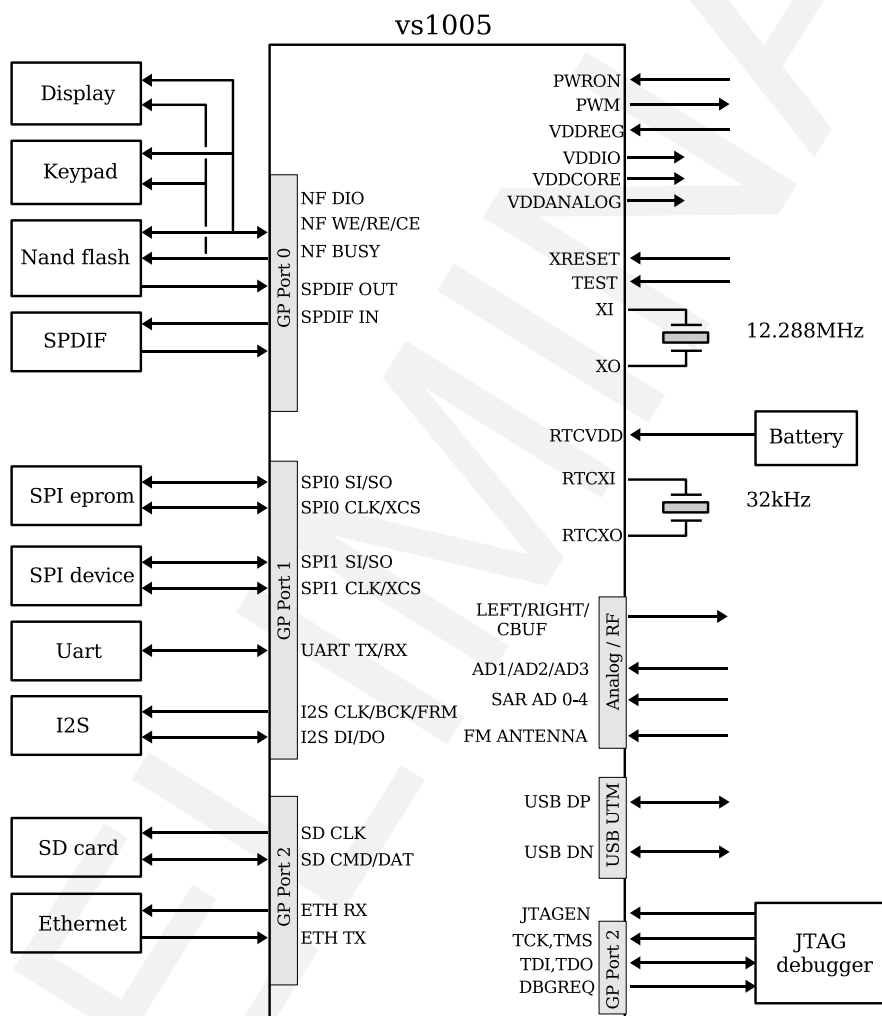 vs1005
Display
Keypad
Nand flash
SPDIF
GP Port 0
NF DIO
NF WE/RE/CE
NF BUSY
SPDIF OUT
SPDIF IN
SPI eprom
SPI device
Uart
I2S
GP Port 1
SPI0 SI/SO
SPI0 CLK/XCS
SPI1 SI/SO
SPI1 CLK/XCS
UART TX/RX
I2S CLK/BCK/FRM
I2S DI/DO
SD card
Ethernet
GP Port 2
SD CLK
SD CMD/DAT
ETH RX
ETH TX
PWRON
PWM
VDDREG
VDDIO
VDDCORE
VDDANALOG
XRESET
TEST
XI
12.288MHz
XO
RTCVDD
Battery
RTCXI
32kHz
RTCXO
LEFT/RIGHT/
CBUF
AD1/AD2/AD3
SAR AD 0-4
FM ANTENNA
Analog / RF
USB DP
USB DN
USB UTM
JTAGEN
TCK,TMS
TDI,TDO
DBGREQ
GP Port 2
JTAG
debugger